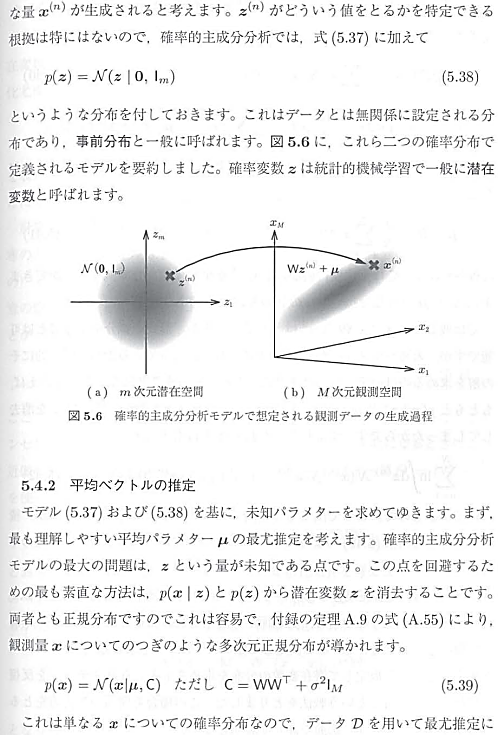 な量 x^(n) が生成されると考えます。z^(n) がどういう値をとるかを特定できる
根拠は特にはないので，確率的主成分分析では，式 (5.37) に加えて
p(z) = N(z | 0, I_m) (5.38)
というような分布を付しておきます。これはデータとは無関係に設定される分
布であり，事前分布と一般に呼ばれます。図 5.6 に，これら二つの確率分布で
定義されるモデルを要約しました。確率変数 z は統計的機械学習で一般に潜在
変数と呼ばれます。
z_m
N(0, I_m)
z^(n)
z_1
x_M
Wz^(n) + μ
x^(n)
x_2
x_1
(a) m 次元潜在空間
(b) M 次元観測空間
図 5.6 確率的主成分分析モデルで想定される観測データの生成過程
5.4.2 平均ベクトルの推定
モデル (5.37) および (5.38) を基に，未知パラメターを求めてゆきます。まず，
最も理解しやすい平均パラメター μ の最尤推定を考えます。確率的主成分分析
モデルの最大の問題は，z という量が未知である点です。この点を回避するた
めの最も素直な方法は，p(x | z) と p(z) から潜在変数 z を消去することです。
両者とも正規分布ですのでこれは容易で，付録の定理 A.9 の式 (A.55) により，
観測量 x についてのつぎのような多次元正規分布が導かれます。
p(x) = N(x|μ, C) ただし C = WW^⊤ + σ²I_M (5.39)
これは単なる x についての確率分布なので，データ D を用いて最尤推定に